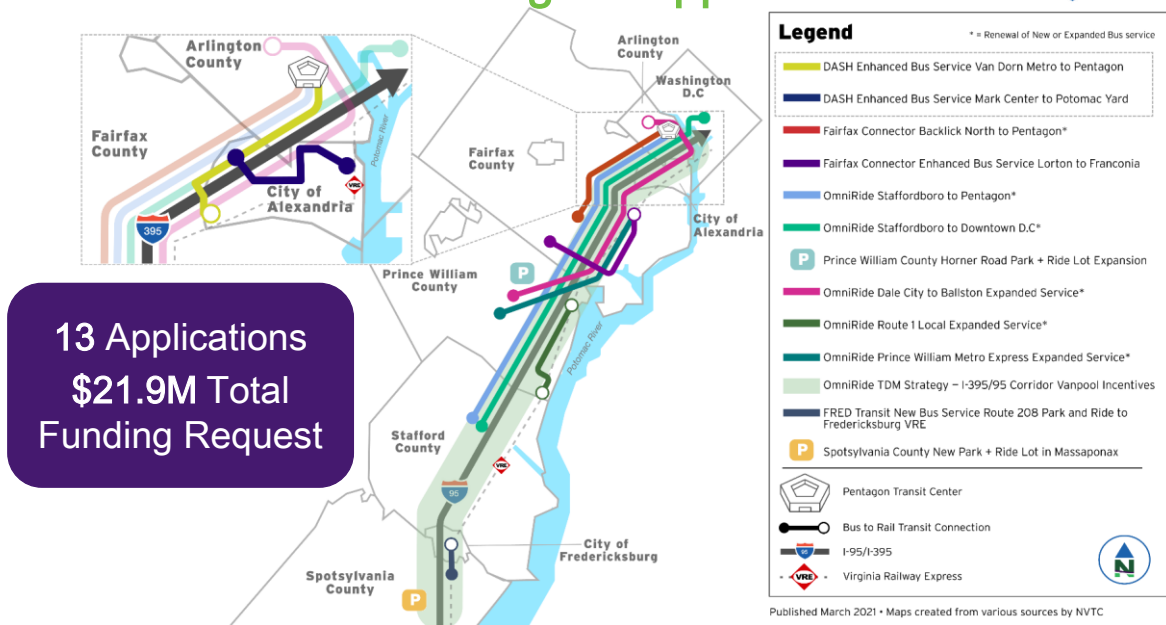 Arlington
County
Fairfax
County
Potomac River
City of
Alexandria
VRE
395
13 Applications
$21.9M Total
Funding Request
Arlington
County
Washington
D.C
Fairfax
County
City of
Alexandria
Prince William
County
P
Potomac River
Stafford
County
VRE
95
City of
Fredericksburg
Spotsylvania
County
P
Legend
* = Renewal of New or Expanded Bus service
DASH Enhanced Bus Service Van Dorn Metro to Pentagon
DASH Enhanced Bus Service Mark Center to Potomac Yard
Fairfax Connector Backlick North to Pentagon*
Fairfax Connector Enhanced Bus Service Lorton to Franconia
OmniRide Staffordboro to Pentagon*
OmniRide Staffordboro to Downtown D.C*
P Prince William County Horner Road Park + Ride Lot Expansion
OmniRide Dale City to Ballston Expanded Service*
OmniRide Route 1 Local Expanded Service*
OmniRide Prince William Metro Express Expanded Service*
OmniRide TDM Strategy – I-395/95 Corridor Vanpool Incentives
FRED Transit New Bus Service Route 208 Park and Ride to
Fredericksburg VRE
P Spotsylvania County New Park + Ride Lot in Massaponax
Pentagon Transit Center
Bus to Rail Transit Connection
95 I-95/I-395
VRE Virginia Railway Express
N
Published March 2021 • Maps created from various sources by NVTC